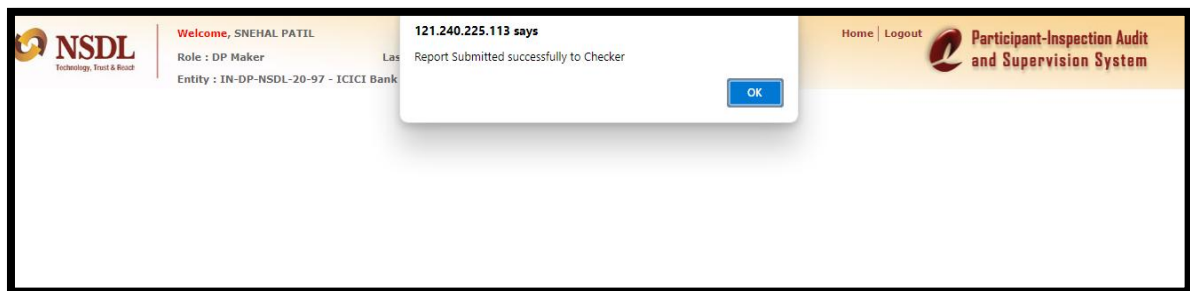 NSDL
Technology, Trust & Reach
Welcome, SNEHAL PATIL
Role : DP Maker
Las
Entity : IN-DP-NSDL-20-97 - ICICI Bank
121.240.225.113 says
Report Submitted successfully to Checker
OK
Home | Logout
Participant-Inspection Audit
and Supervision System